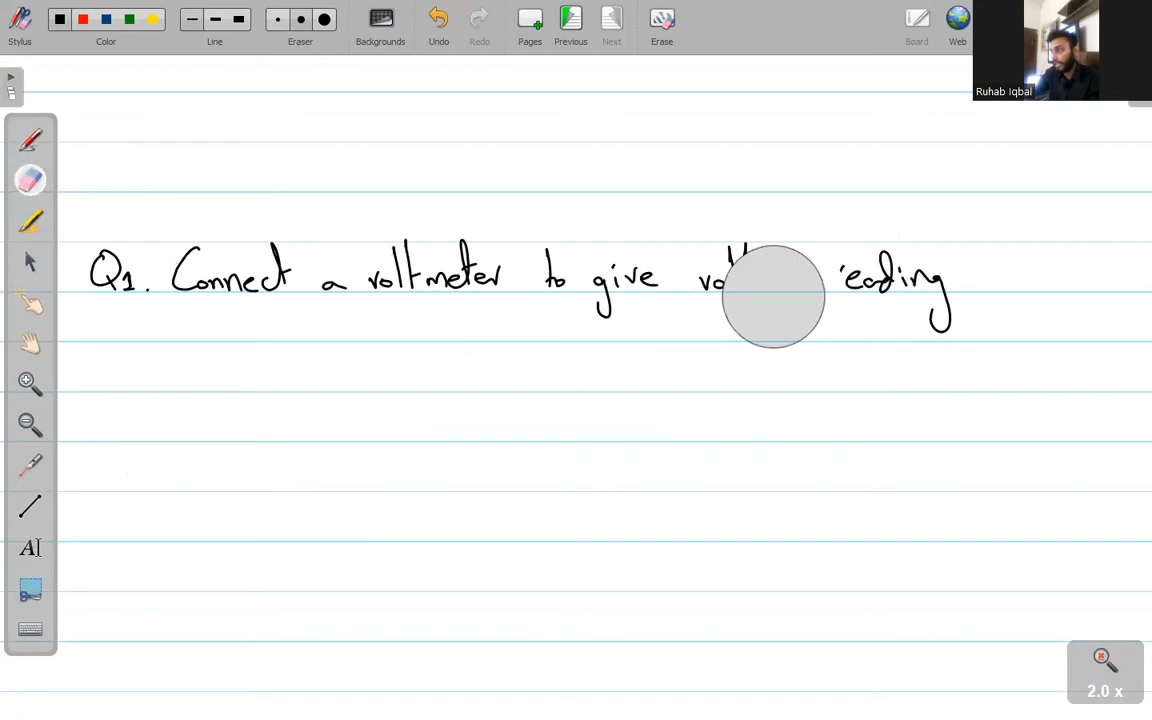 Stylus
Color
Line
Eraser
Backgrounds
Undo
Redo
Pages
Previous
Next
Erase
Board
Web
Ruhab Iqbal
Q1. Connect a voltmeter to give eading
A
2.0 x